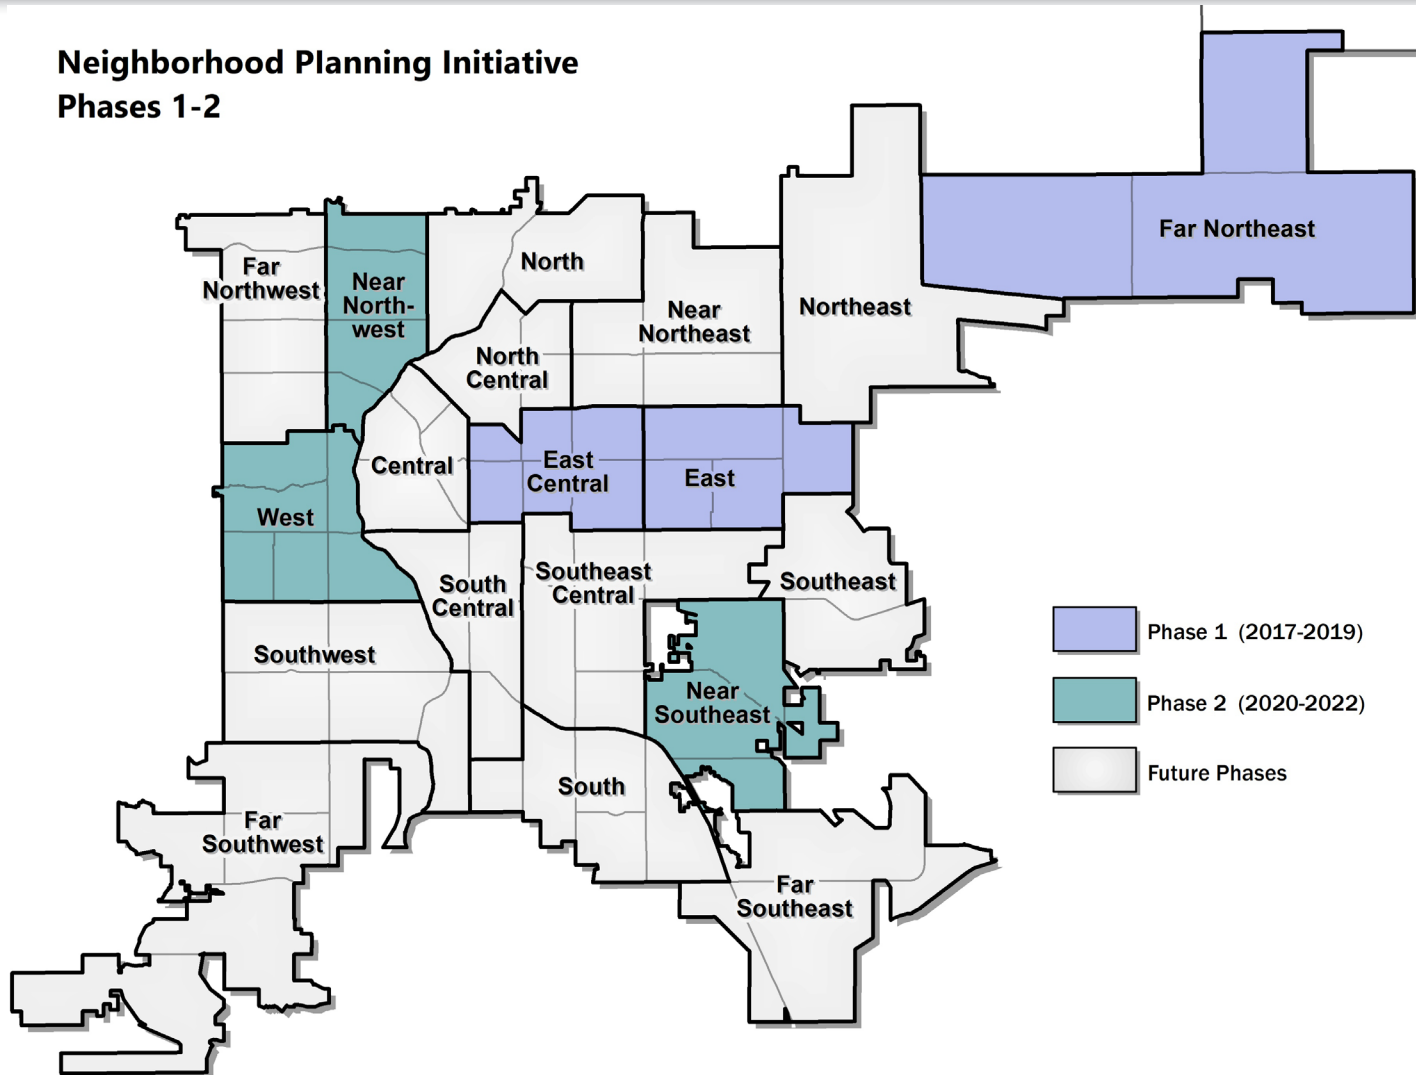 Neighborhood Planning Initiative
Phases 1-2
Far Northeast
North
Far
Northwest
Near
North-
west
Near
Northeast
Northeast
North
Central
Central
East
Central
East
West
South
Central
Southeast
Central
Southeast
Southwest
Near
Southeast
South
Far
Southwest
Far
Southeast
Phase 1 (2017-2019)
Phase 2 (2020-2022)
Future Phases